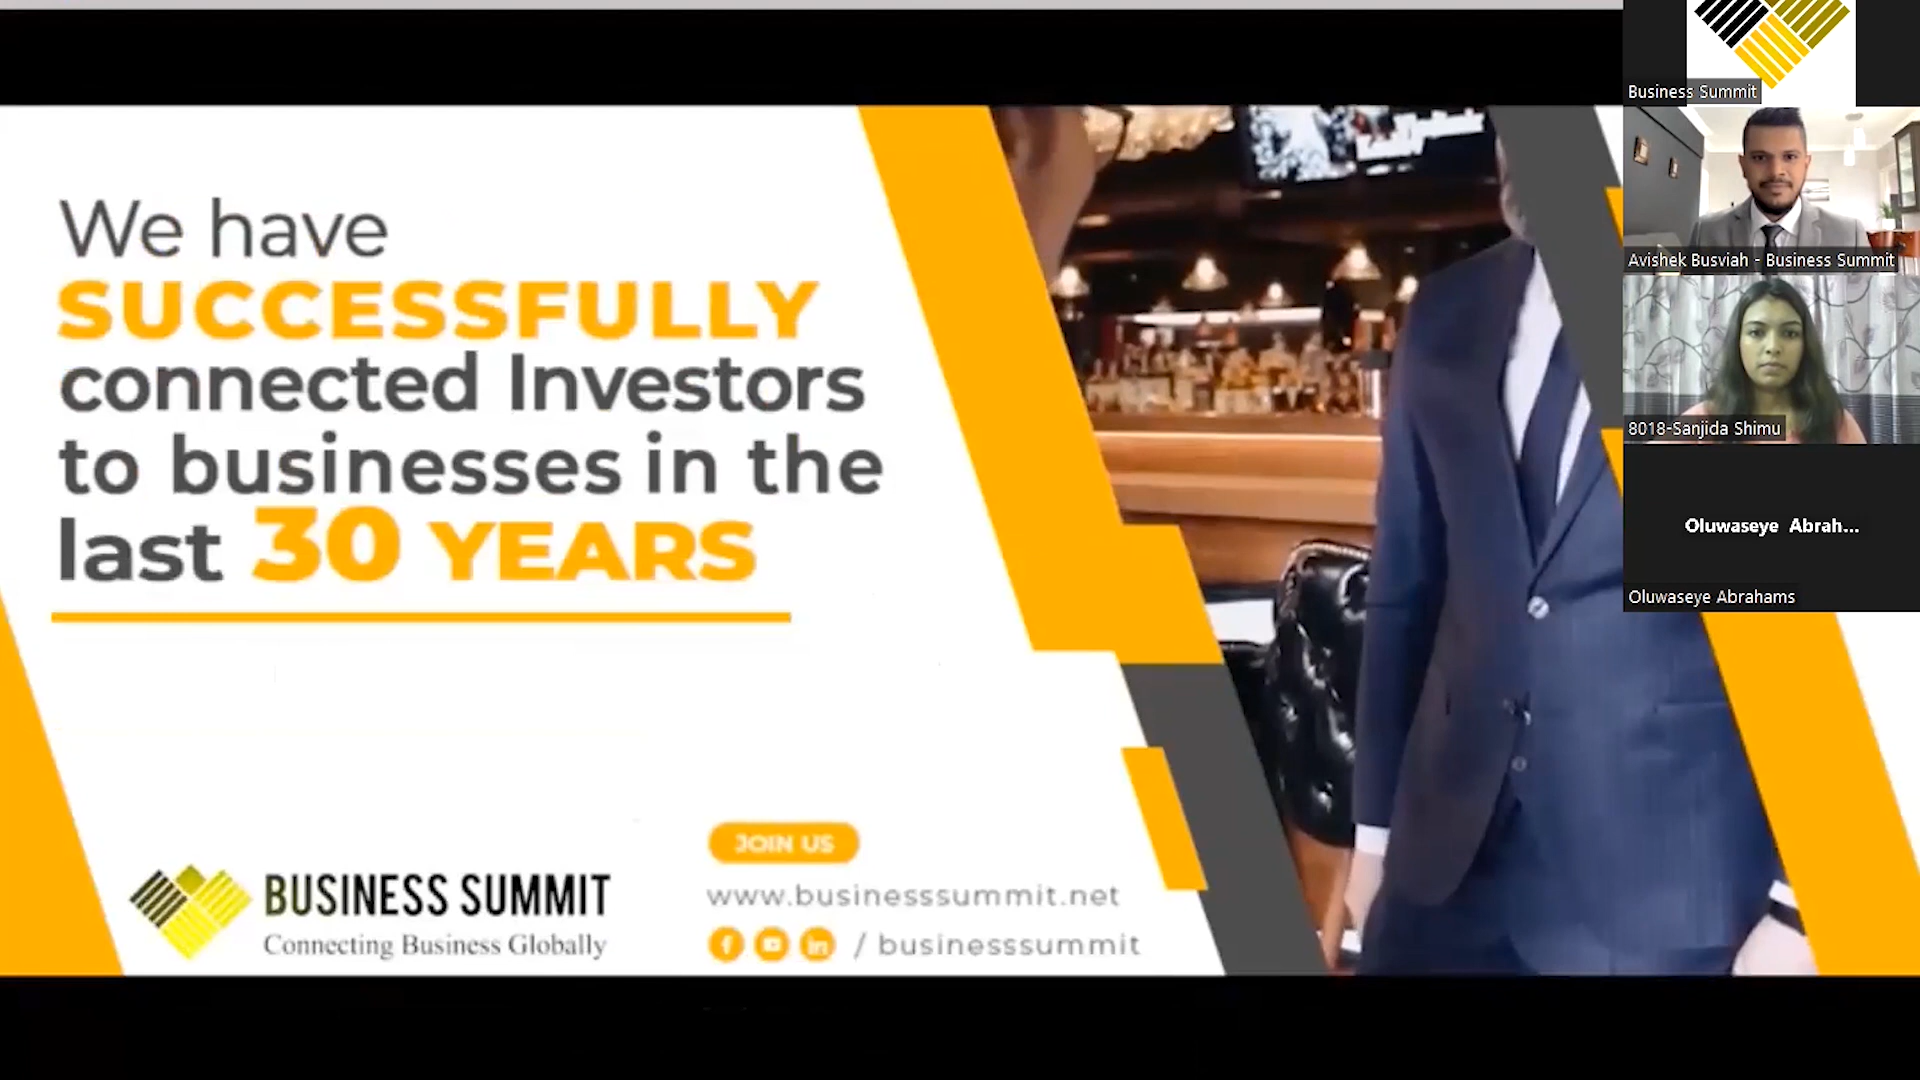 We have
SUCCESSFULLY
connected Investors
to businesses in the
last 30 YEARS
BUSINESS SUMMIT
Connecting Business Globally
JOIN US
www.businesssummit.net
/ businesssummit
Business Summit
Avishek Busviah - Business Summit
8018-Sanjida Shimu
Oluwaseye Abrah...
Oluwaseye Abrahams